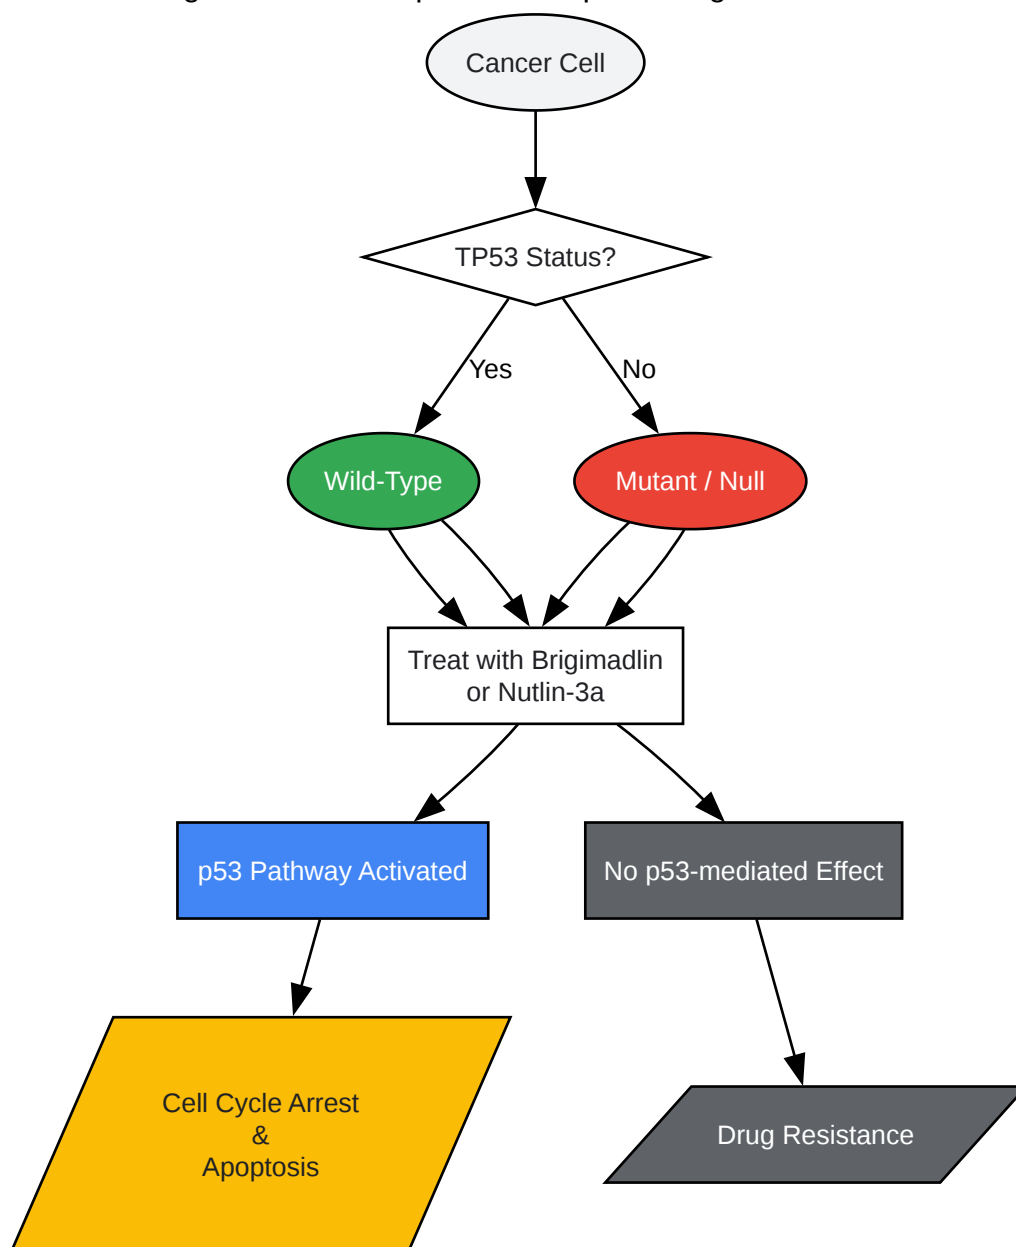 Cancer Cell
TP53 Status?
Yes
No
Wild-Type
Mutant / Null
Treat with Brigimadlin
or Nutlin-3a
p53 Pathway Activated
No p53-mediated Effect
Cell Cycle Arrest
&
Apoptosis
Drug Resistance